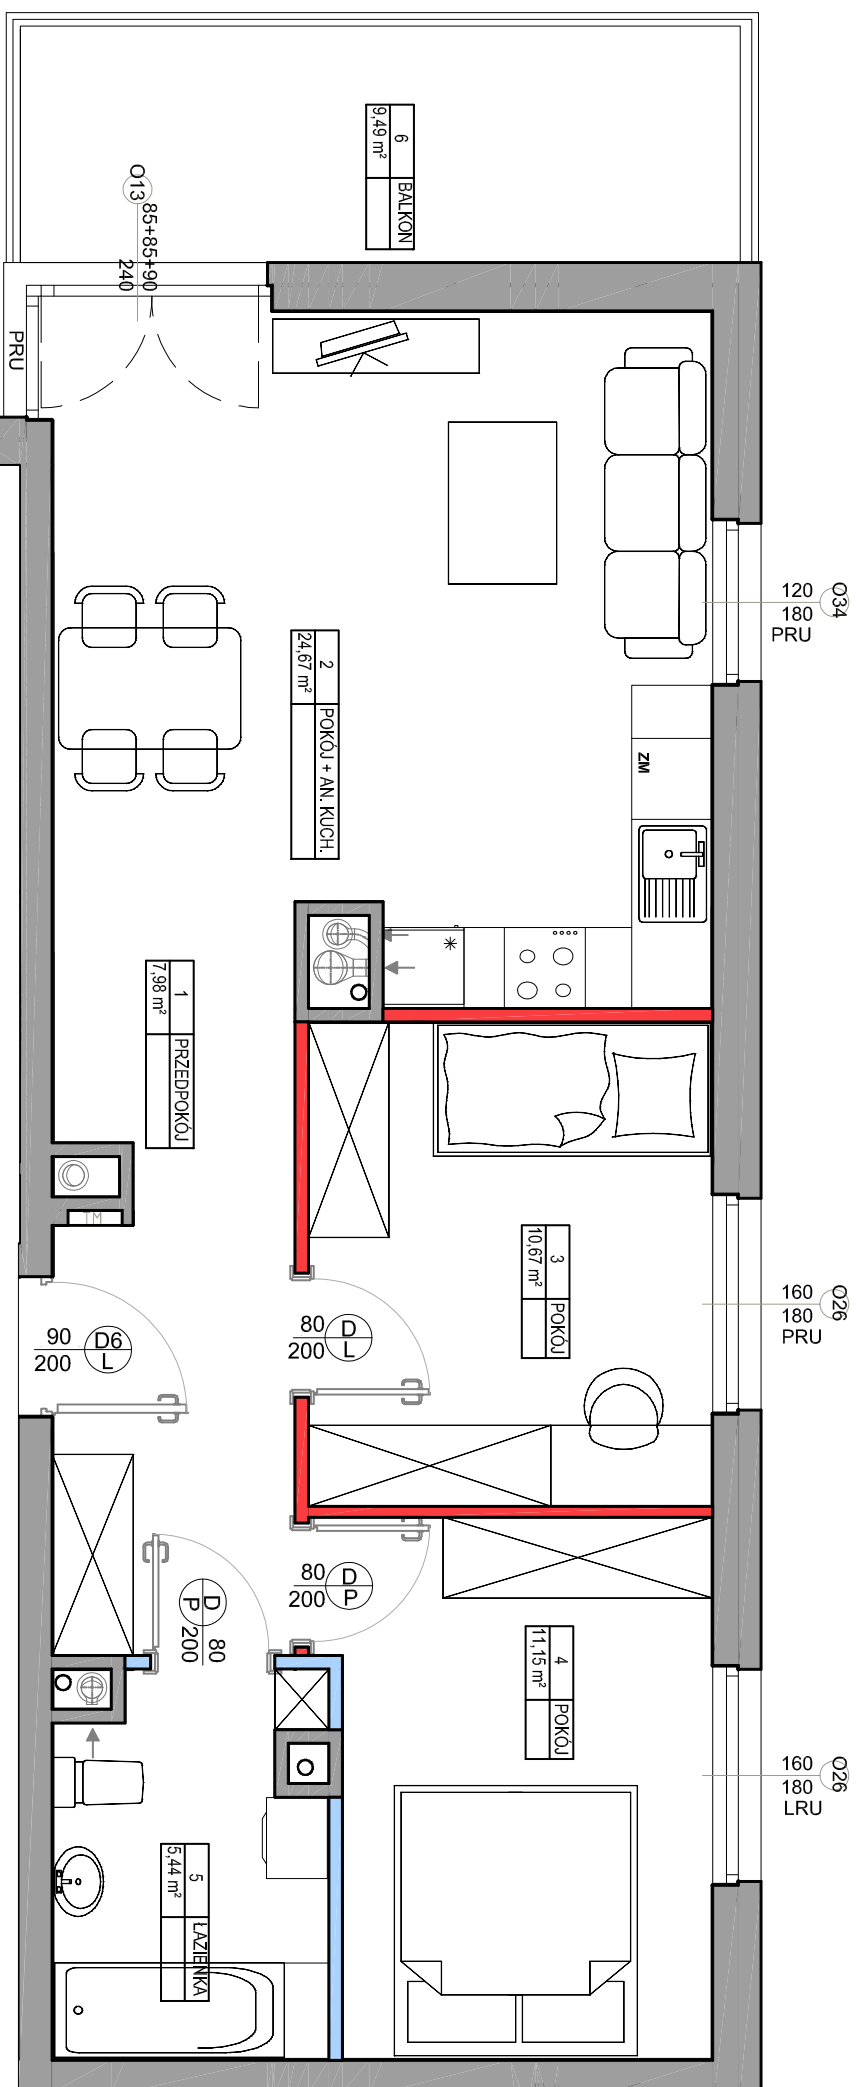 6
BALKON
9,49 m²
O13
85+85+90
240
PRU
O34
120
180
PRU
2
POKÓJ + AN. KUCH.
24,67 m²
ZM
1
PRZEDPOKÓJ
7,98 m²
TM
3
POKÓJ
10,67 m²
O26
160
180
PRU
90
200
D6
L
80
200
D
L
80
200
D
P
D
P
80
200
4
POKÓJ
11,15 m²
O26
160
180
LRU
5
ŁAZIENKA
5,44 m²